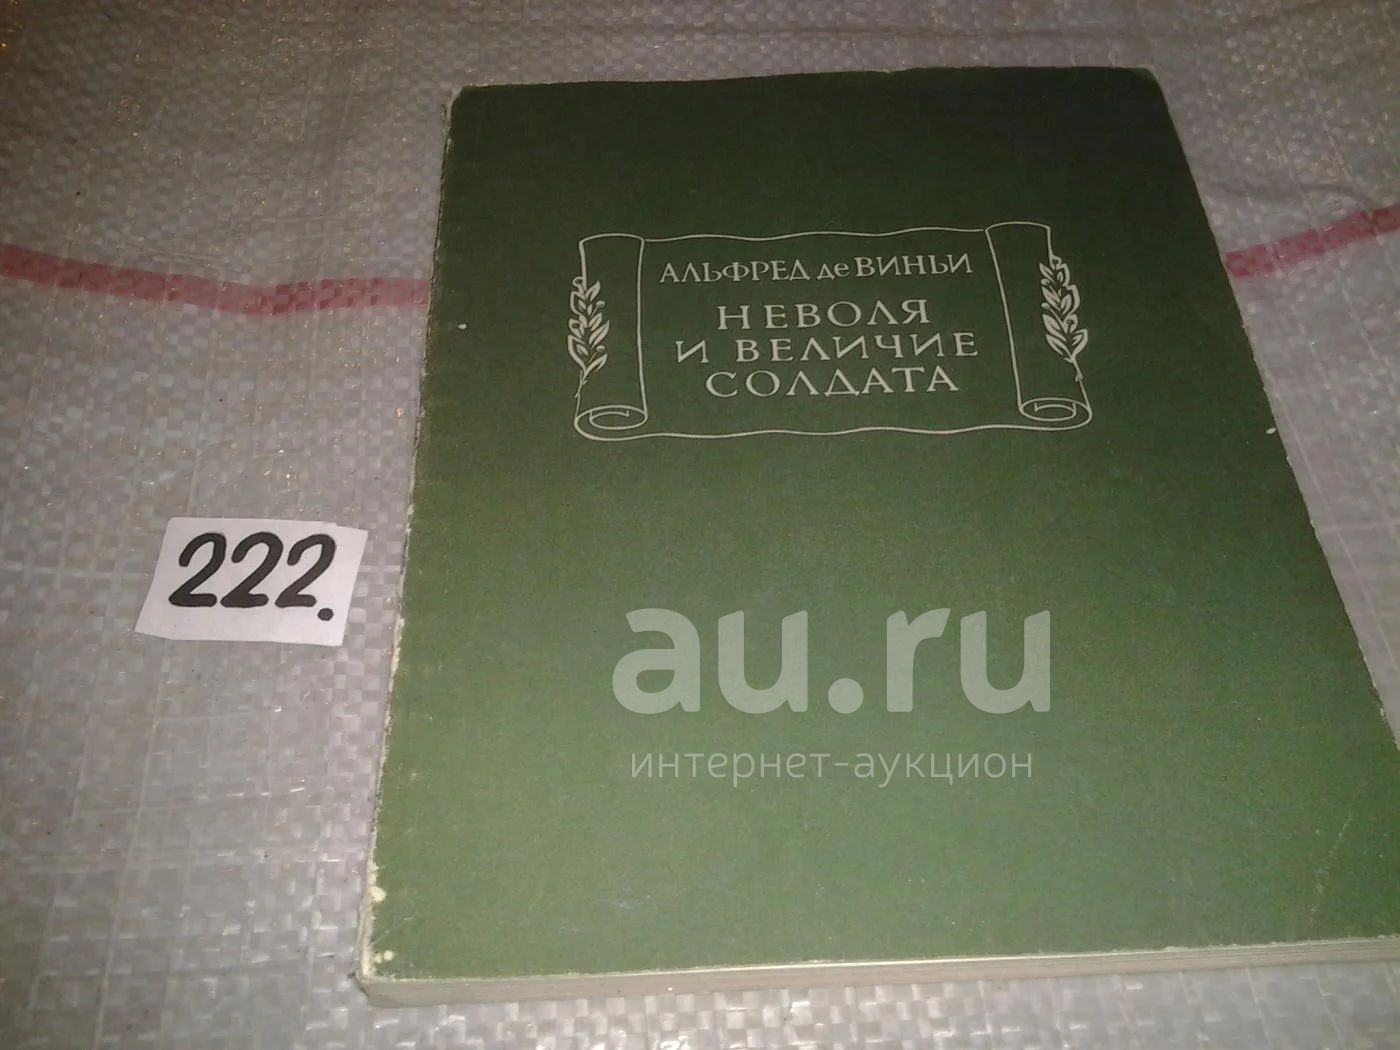 АЛЬФРЕД де ВИНЬИ
НЕВОЛЯ
И ВЕЛИЧИЕ
СОЛДАТА
222.
au.ru
интернет-аукцион